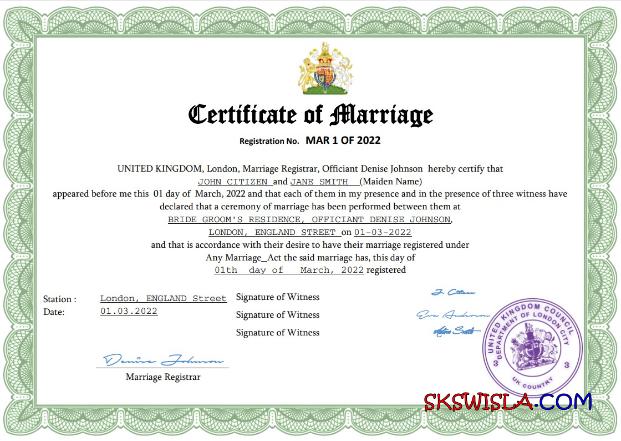 Certificate of Marriage
Registration No. MAR 1 OF 2022
UNITED KINGDOM, London, Marriage Registrar, Officiant Denise Johnson hereby certify that
JOHN CITIZEN and JANE SMITH (Maiden Name)
appeared before me this 01 day of March, 2022 and that each of them in my presence and in the presence of three witness have
declared that a ceremony of marriage has been performed between them at
BRIDE GROOM'S RESIDENCE, OFFICIANT DENISE JOHNSON,
LONDON, ENGLAND STREET on 01-03-2022
and that is accordance with their desire to have their marriage registered under
Any Marriage_Act the said marriage has, this day of
01th day of March, 2022 registered
Station : London, ENGLAND Street
Date: 01.03.2022
Signature of Witness
Signature of Witness
Signature of Witness
Denise Johnson
Marriage Registrar
UNITED KINGDOM COUNCIL
DEPARTMENT OF LONDON CITY
3 3
UK COUNTRY
SKSWISLA.COM